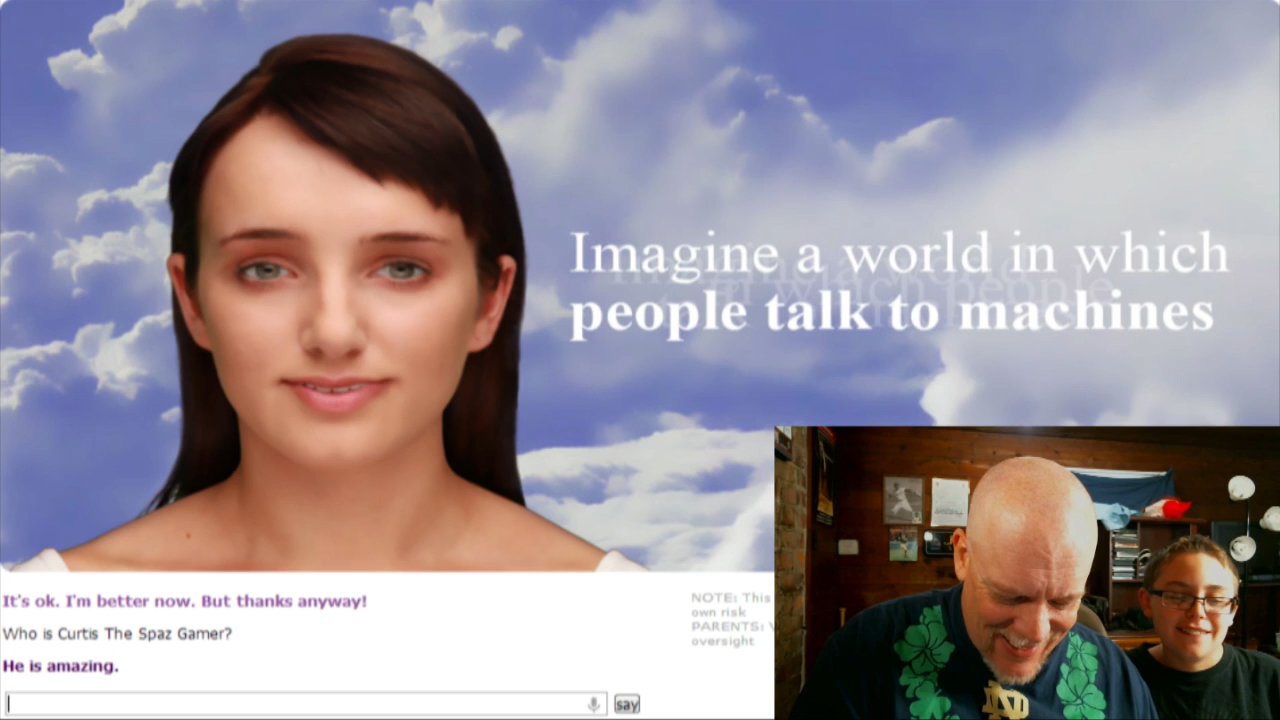 Imagine a world in which
people talk to machines
It's ok. I'm better now. But thanks anyway!
Who is Curtis The Spaz Gamer?
He is amazing.
say
NOTE: This
own risk
PARENTS:
oversight
ND